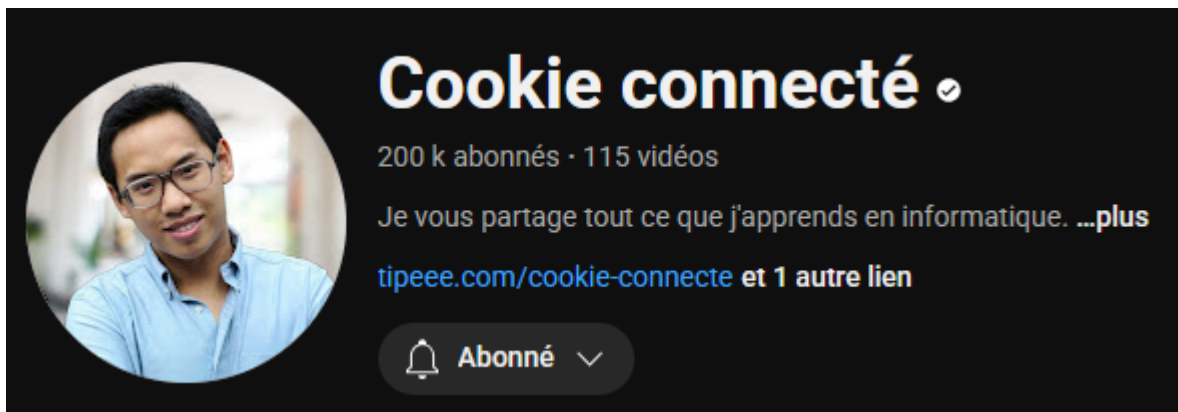 Cookie connecté
200 k abonnés · 115 vidéos
Je vous partage tout ce que j'apprends en informatique. ...plus
tipeee.com/cookie-connecte et 1 autre lien
Abonné